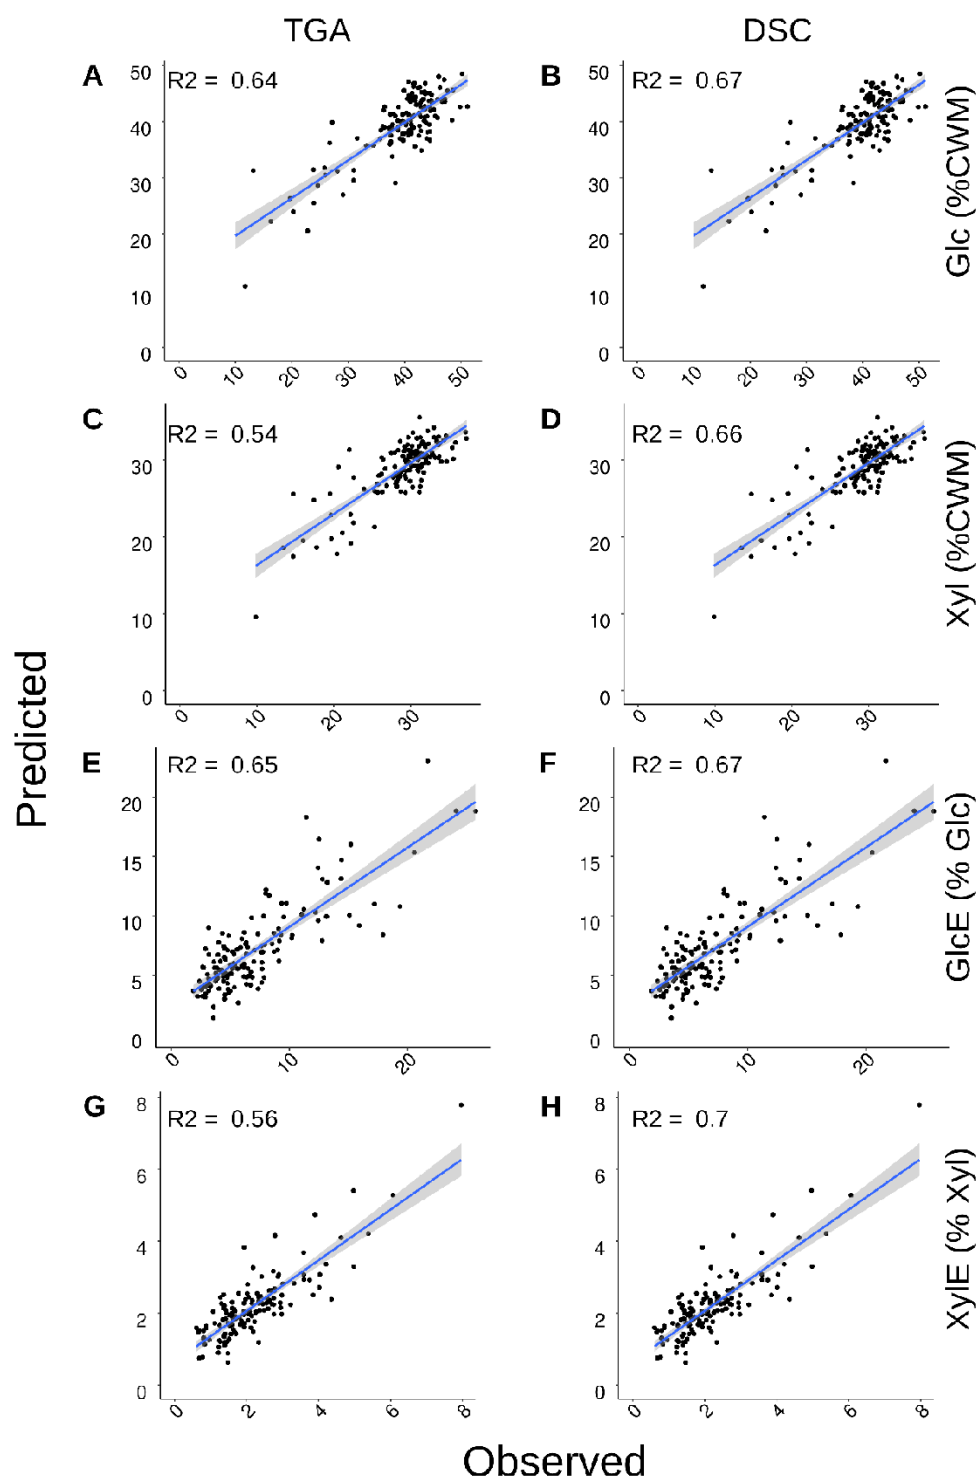 TGA DSC
A B
R2 = 0.64 R2 = 0.67
50 50
40 40
30 30
20 20
10 10
0 0
0 10 20 30 40 50 0 10 20 30 40 50
Glc (%CWM)
C D
R2 = 0.54 R2 = 0.66
30 30
20 20
10 10
0 0
0 10 20 30 0 10 20 30
Xyl (%CWM)
Predicted
E F
R2 = 0.65 R2 = 0.67
20 20
15 15
10 10
5 5
0 0
0 10 20 0 10 20
GlcE (% Glc)
G H
R2 = 0.56 R2 = 0.7
8 8
6 6
4 4
2 2
0 0
0 2 4 6 8 0 2 4 6 8
XylE (% Xyl)
Observed